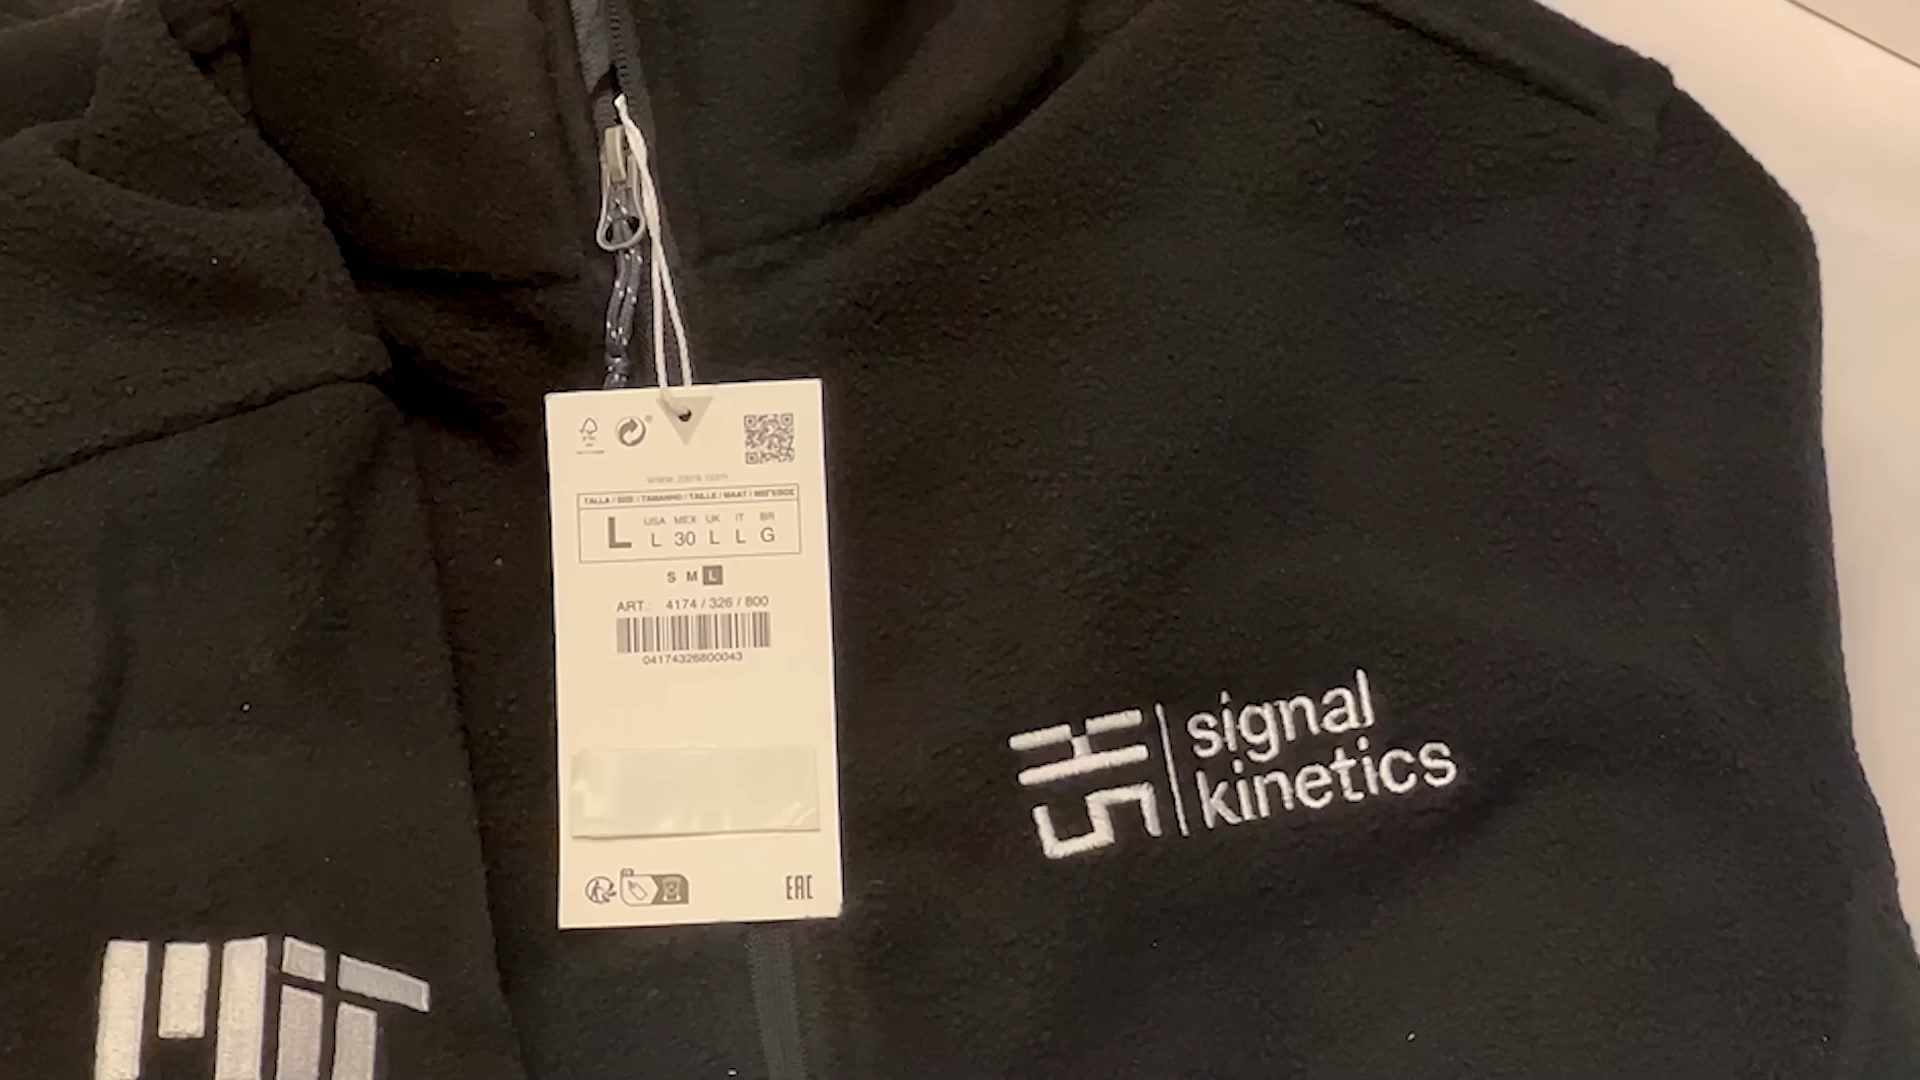 www.zara.com
TALLA / SIZE / TAMANHO / TAILLE / MAAT / ΜΕΓΕΘΟΣ
L
USA MEX UK IT BR
L 30 L L G
S M L
ART.: 4174 / 326 / 800
04174326800043
EAC
signal
kinetics
MIT